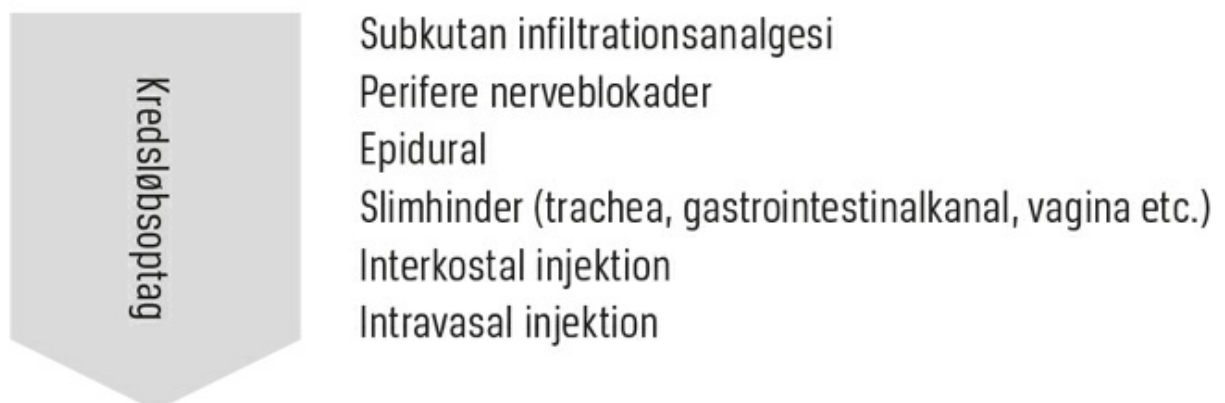 Kredsløbsoptag
Subkutan infiltrationsanalgesi
Perifere nerveblokader
Epidural
Slimhinder (trachea, gastrointestinalkanal, vagina etc.)
Interkostal injektion
Intravasal injektion